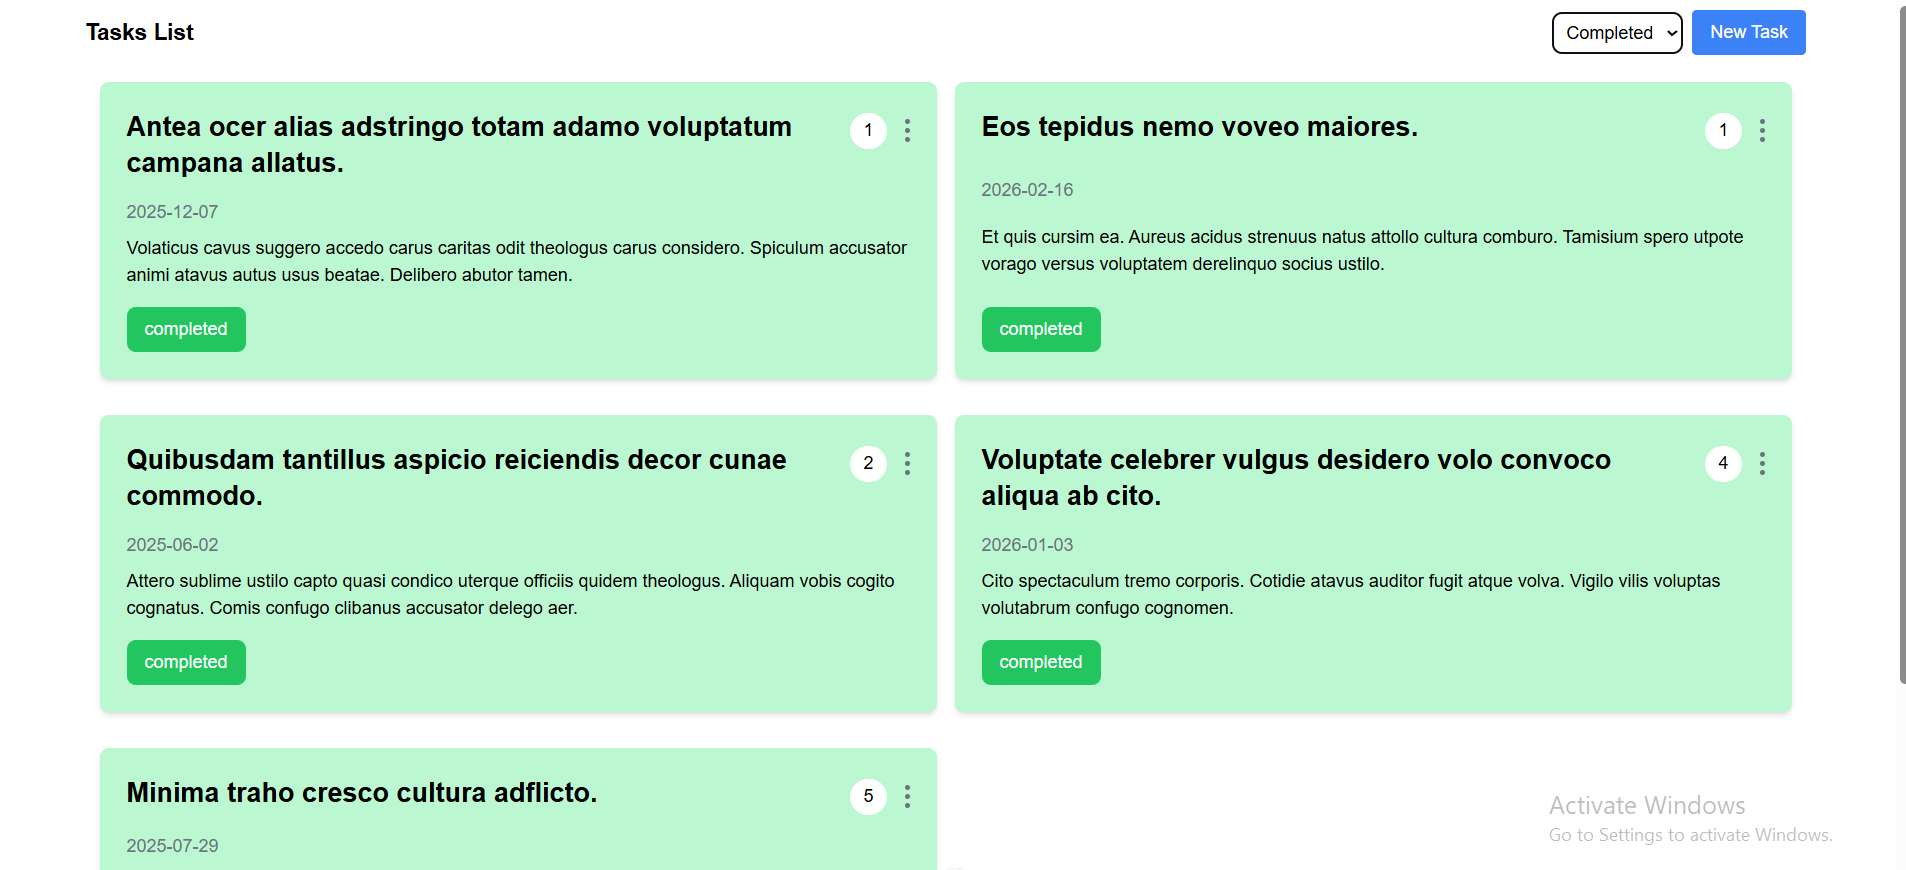 Tasks List
Completed
New Task
Antea ocer alias adstringo totam adamo voluptatum
campana allatus.
1
2025-12-07
Volaticus cavus suggero accedo carus caritas odit theologus carus considero. Spiculum accusator
animi atavus autus usus beatae. Delibero abutor tamen.
completed
Eos tepidus nemo voveo maiores.
1
2026-02-16
Et quis cursim ea. Aureus acidus strenuus natus attollo cultura comburo. Tamisium spero utpote
vorago versus voluptatem derelinquo socius ustilo.
completed
Quibusdam tantillus aspicio reiciendis decor cunae
commodo.
2
2025-06-02
Attero sublime ustilo capto quasi condico uterque officiis quidem theologus. Aliquam vobis cogito
cognatus. Comis confugo clibanus accusator delego aer.
completed
Voluptate celebrer vulgus desidero volo convoco
aliqua ab cito.
4
2026-01-03
Cito spectaculum tremo corporis. Cotidie atavus auditor fugit atque volva. Vigilo vilis voluptas
volutabrum confugo cognomen.
completed
Minima traho cresco cultura adflicto.
5
2025-07-29
Activate Windows
Go to Settings to activate Windows.